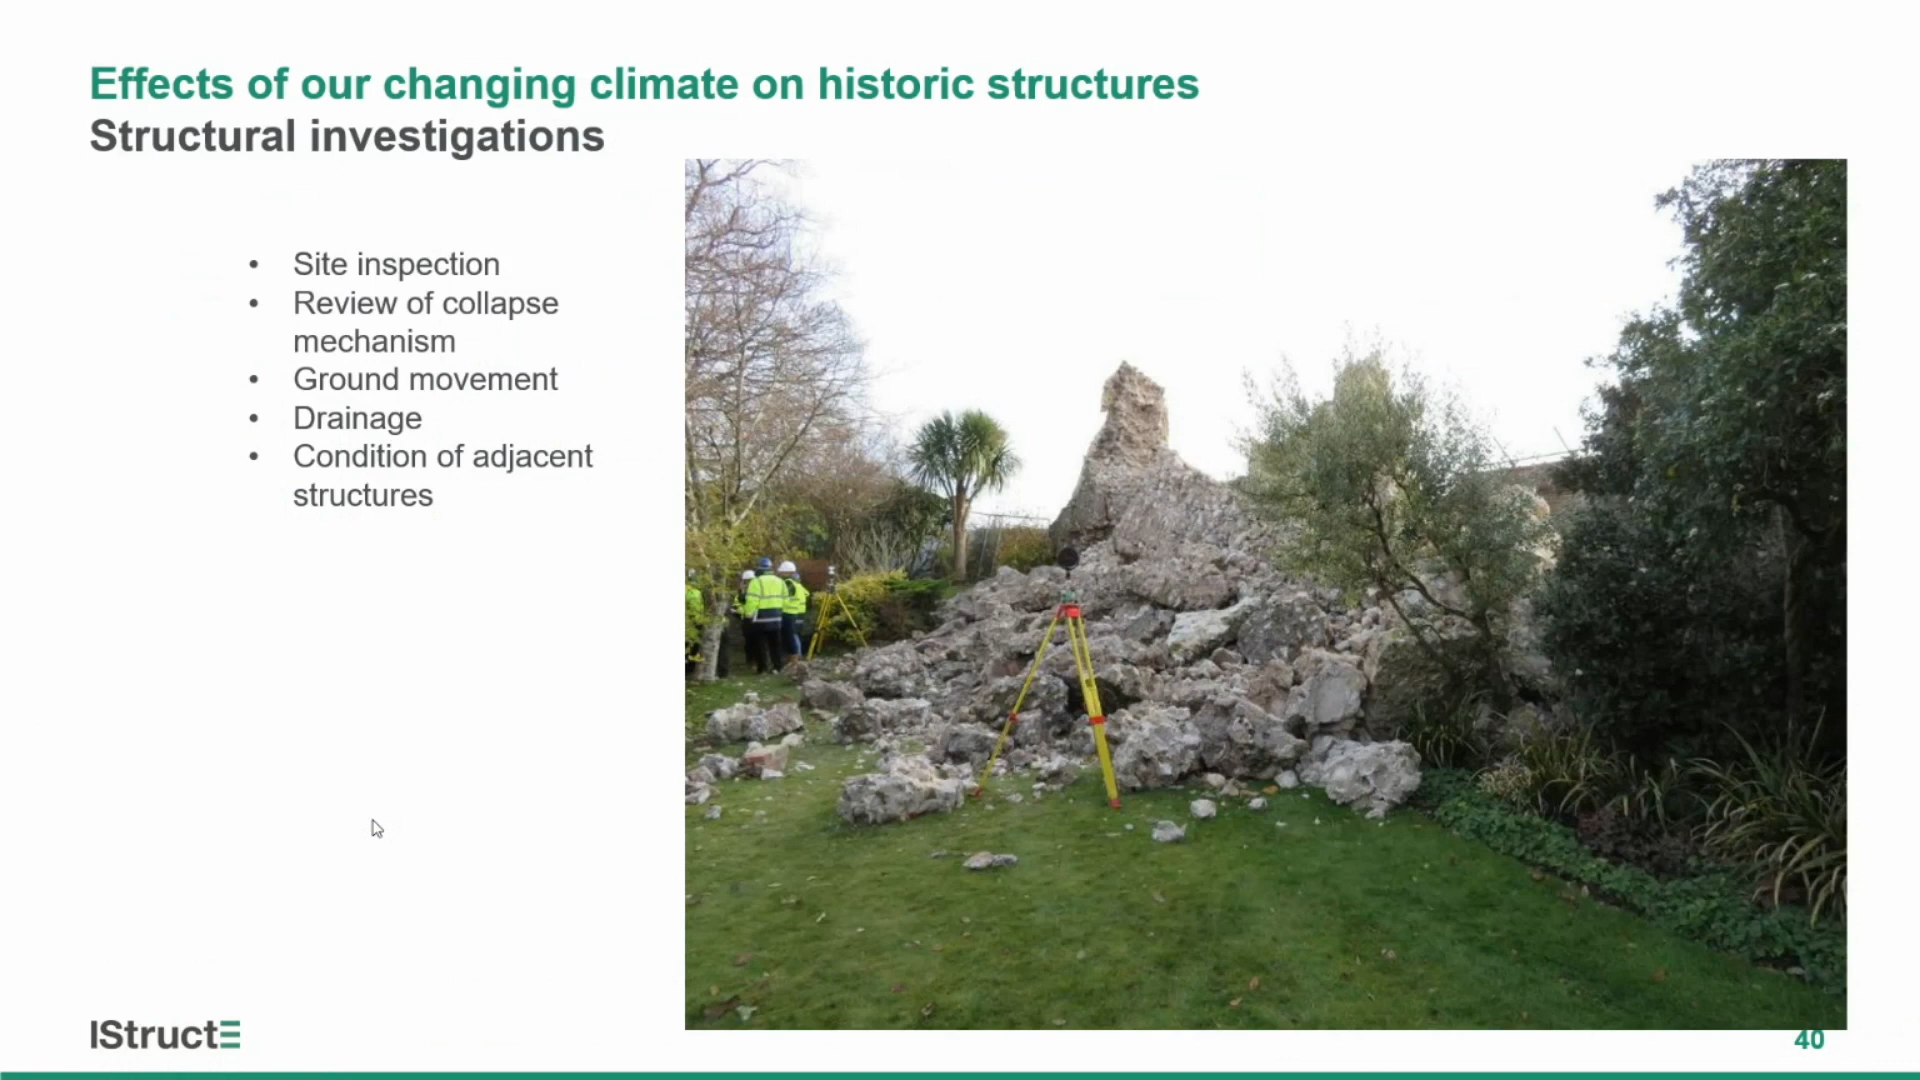 Effects of our changing climate on historic structures
Structural investigations
• Site inspection
• Review of collapse
mechanism
• Ground movement
• Drainage
• Condition of adjacent
structures
IStructE
40